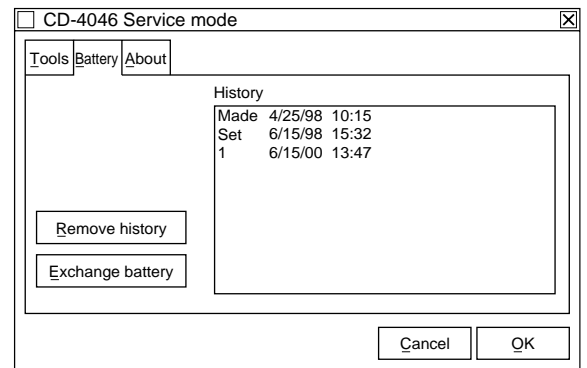 CD-4046 Service mode
Tools Battery About
History
Made 4/25/98 10:15
Set 6/15/98 15:32
1 6/15/00 13:47
Remove history
Exchange battery
Cancel OK